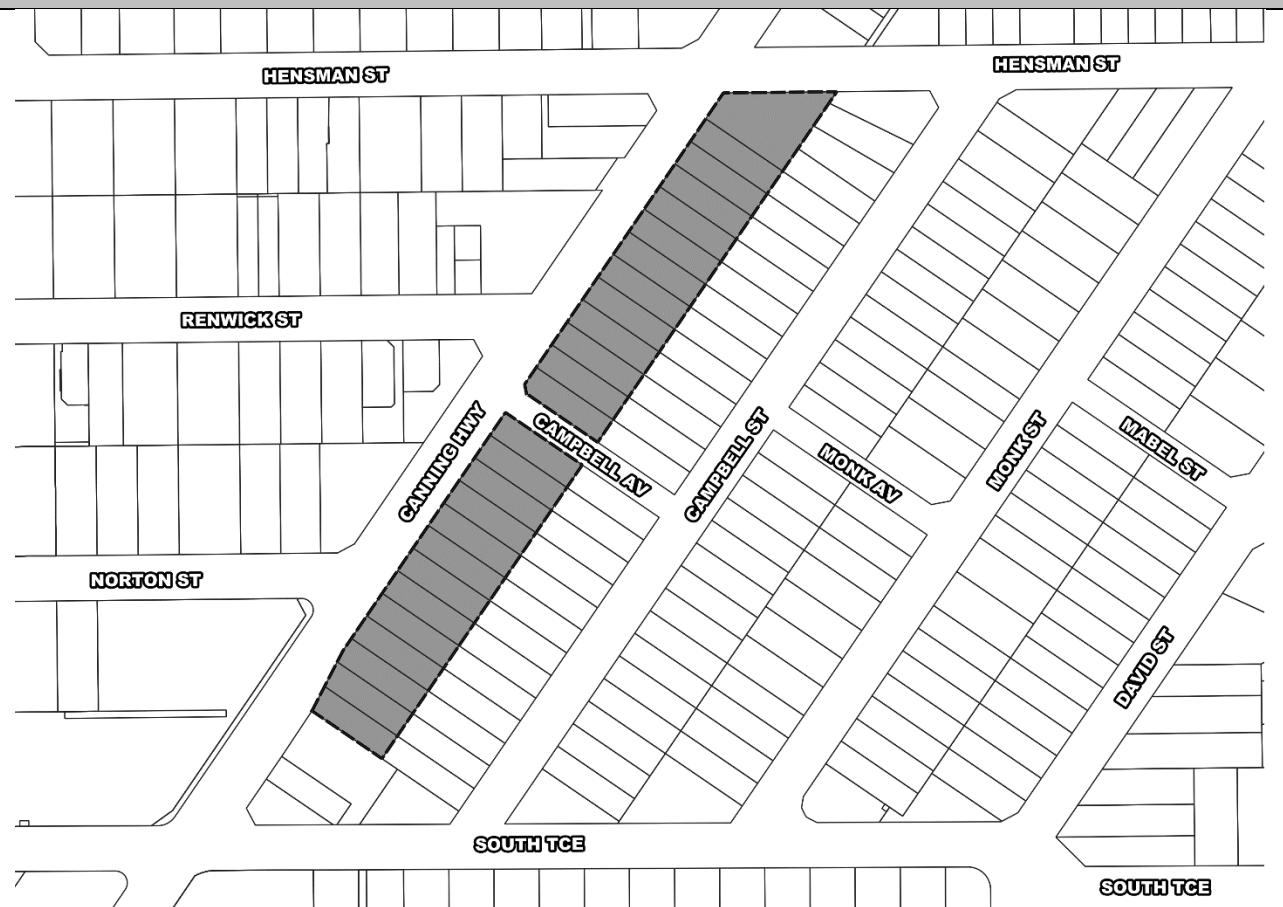 HENSMAN ST
HENSMAN ST
RENWICK ST
CANNING HWY
CAMPBELL AV
CAMPBELL ST
MONK AV
MONK ST
MABEL ST
NORTON ST
DAVID ST
SOUTH TCE
SOUTH TCE